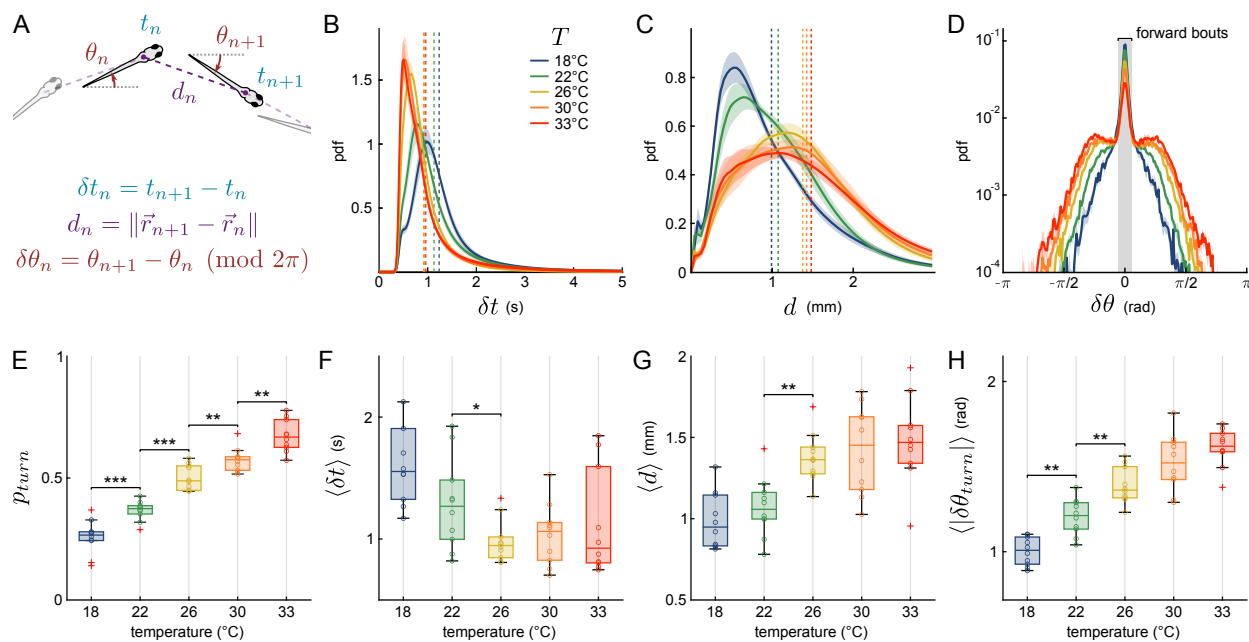 A
tₙ
θₙ
θₙ₊₁
tₙ₊₁
dₙ
δtₙ = tₙ₊₁ − tₙ
dₙ = ‖r⃗ₙ₊₁ − r⃗ₙ‖
δθₙ = θₙ₊₁ − θₙ (mod 2π)
B
T
18°C
22°C
26°C
30°C
33°C
pdf
0
0.5
1
1.5
0 1 2 3 4 5
δt (s)
C
pdf
0
0.2
0.4
0.6
0.8
1
1 2
d (mm)
D
forward bouts
pdf
10⁻¹
10⁻²
10⁻³
10⁻⁴
-π -π/2 0 π/2 π
δθ (rad)
E
p_turn
1
0.5
0
*** *** ** **
18 22 26 30 33
temperature (°C)
F
⟨δt⟩ (s)
2
1
*
18 22 26 30 33
temperature (°C)
G
⟨d⟩ (mm)
2
1.5
1
0.5
**
18 22 26 30 33
temperature (°C)
H
⟨|δθ_turn|⟩ (rad)
2
1
** **
18 22 26 30 33
temperature (°C)